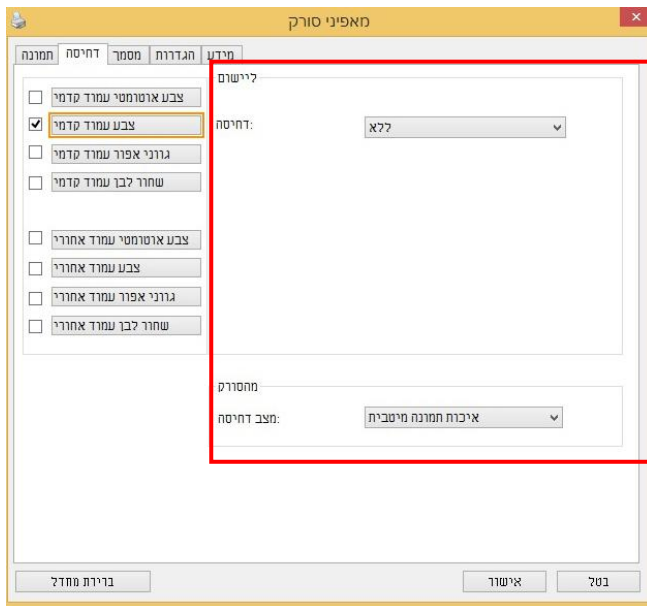 מאפיני סורק
תמונה דחיסה מסמך הגדרות מידע
צבע אוטומטי עמוד קדמי
צבע עמוד קדמי
גווני אפור עמוד קדמי
שחור לבן עמוד קדמי
צבע אוטומטי עמוד אחורי
צבע עמוד אחורי
גווני אפור עמוד אחורי
שחור לבן עמוד אחורי
ליישום
דחיסה:
ללא
מהסורק
מצב דחיסה:
איכות תמונה מיטבית
ברירת מחדל
אישור
בטל